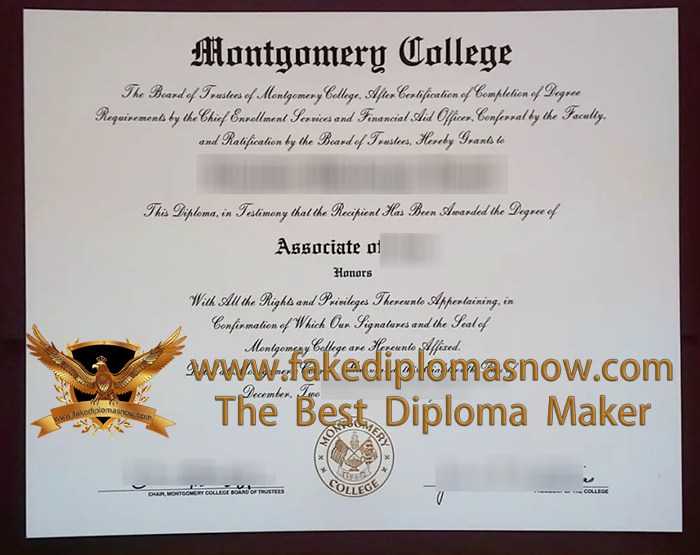 Montgomery College
The Board of Trustees of Montgomery College, After Certification of Completion of Degree
Requirements by the Chief Enrollment Services and Financial Aid Officer, Conferral by the Faculty,
and Ratification by the Board of Trustees, Hereby Grants to
This Diploma, in Testimony that the Recipient Has Been Awarded the Degree of
Associate of
Honors
With All the Rights and Privileges Thereunto Appertaining, in
Confirmation of Which Our Signatures and the Seal of
Montgomery College are Hereunto Affixed.
www.fakediplomasnow.com
www.fakediplomasnow.com
December, Two
The Best Diploma Maker
MONTGOMERY
COLLEGE
CHAIR, MONTGOMERY COLLEGE BOARD OF TRUSTEES
COLLEGE